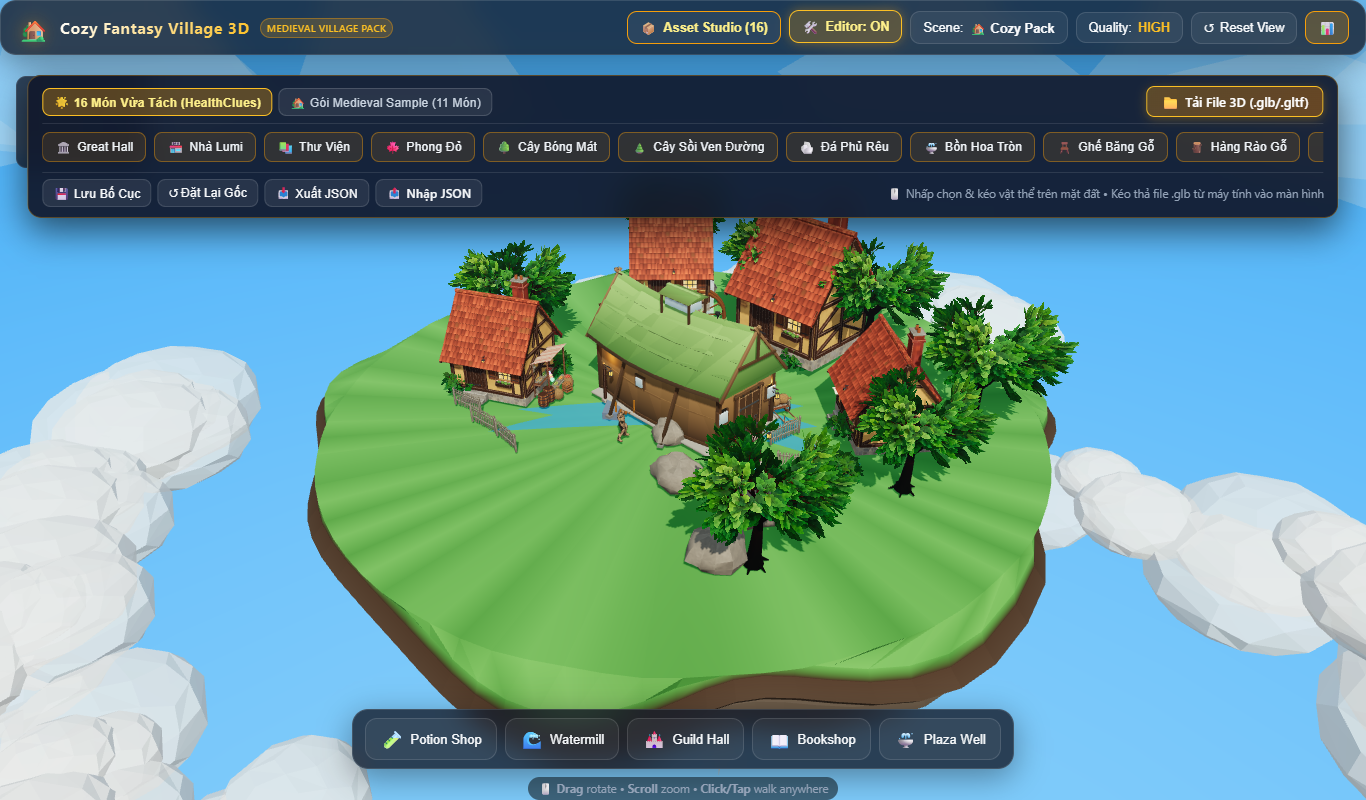 Cozy Fantasy Village 3D MEDIEVAL VILLAGE PACK Asset Studio (16) Editor: ON Scene: Cozy Pack Quality: HIGH ↺ Reset View
16 Món Vừa Tách (HealthClues) Gói Medieval Sample (11 Món) Tải File 3D (.glb/.gltf)
Great Hall Nhà Lumi Thư Viện Phong Đỏ Cây Bóng Mát Cây Sồi Ven Đường Đá Phủ Rêu Bồn Hoa Tròn Ghế Băng Gỗ Hàng Rào Gỗ
Lưu Bố Cục ↺ Đặt Lại Gốc Xuất JSON Nhập JSON Nhấp chọn & kéo vật thể trên mặt đất • Kéo thả file .glb từ máy tính vào màn hình
Potion Shop Watermill Guild Hall Bookshop Plaza Well
Drag rotate • Scroll zoom • Click/Tap walk anywhere